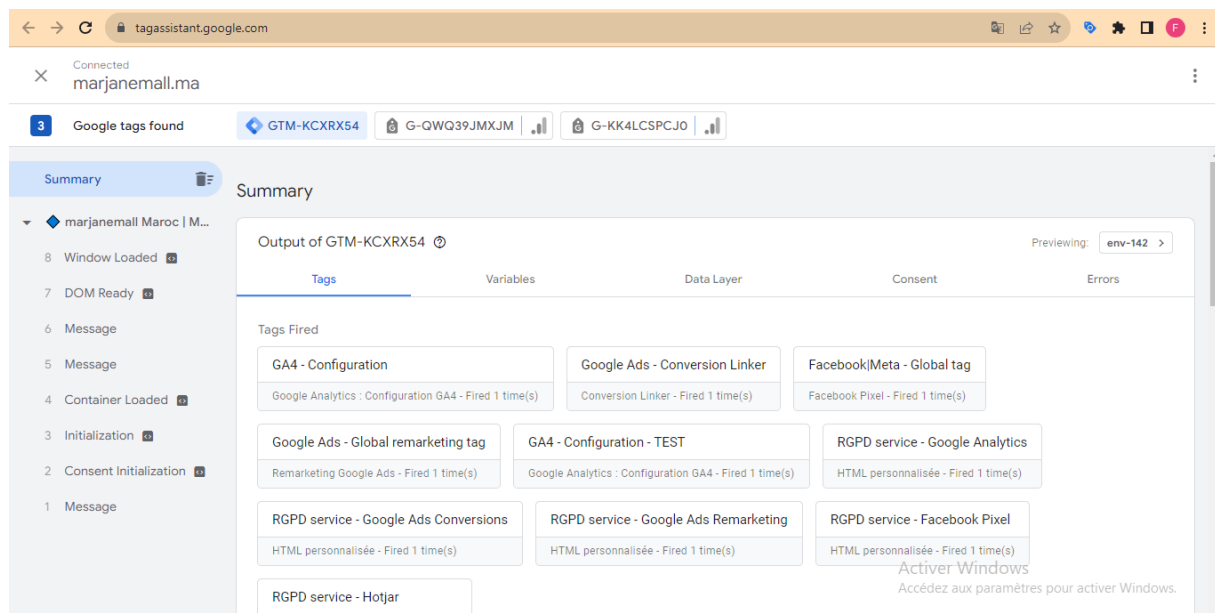 tagassistant.google.com
F
Connected
marjanemall.ma
3 Google tags found GTM-KCXRX54 G-QWQ39JMXJM G-KK4LCSPCJ0
Summary
Summary
marjanemall Maroc | M...
8 Window Loaded
7 DOM Ready
6 Message
5 Message
4 Container Loaded
3 Initialization
2 Consent Initialization
1 Message
Output of GTM-KCXRX54
Previewing: env-142
Tags Variables Data Layer Consent Errors
Tags Fired
GA4 - Configuration
Google Analytics : Configuration GA4 - Fired 1 time(s)
Google Ads - Conversion Linker
Conversion Linker - Fired 1 time(s)
Facebook|Meta - Global tag
Facebook Pixel - Fired 1 time(s)
Google Ads - Global remarketing tag
Remarketing Google Ads - Fired 1 time(s)
GA4 - Configuration - TEST
Google Analytics : Configuration GA4 - Fired 1 time(s)
RGPD service - Google Analytics
HTML personnalisée - Fired 1 time(s)
RGPD service - Google Ads Conversions
HTML personnalisée - Fired 1 time(s)
RGPD service - Google Ads Remarketing
HTML personnalisée - Fired 1 time(s)
RGPD service - Facebook Pixel
HTML personnalisée - Fired 1 time(s)
RGPD service - Hotjar
Activer Windows
Accédez aux paramètres pour activer Windows.